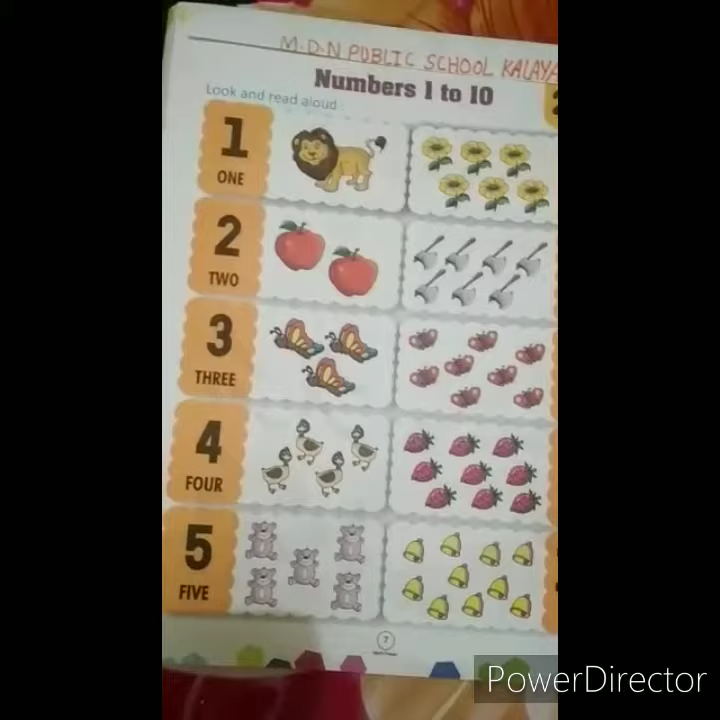 M.D.N PUBLIC SCHOOL KALAYA
Numbers 1 to 10
Look and read aloud :
1
ONE
2
TWO
3
THREE
4
FOUR
5
FIVE
7
PowerDirector